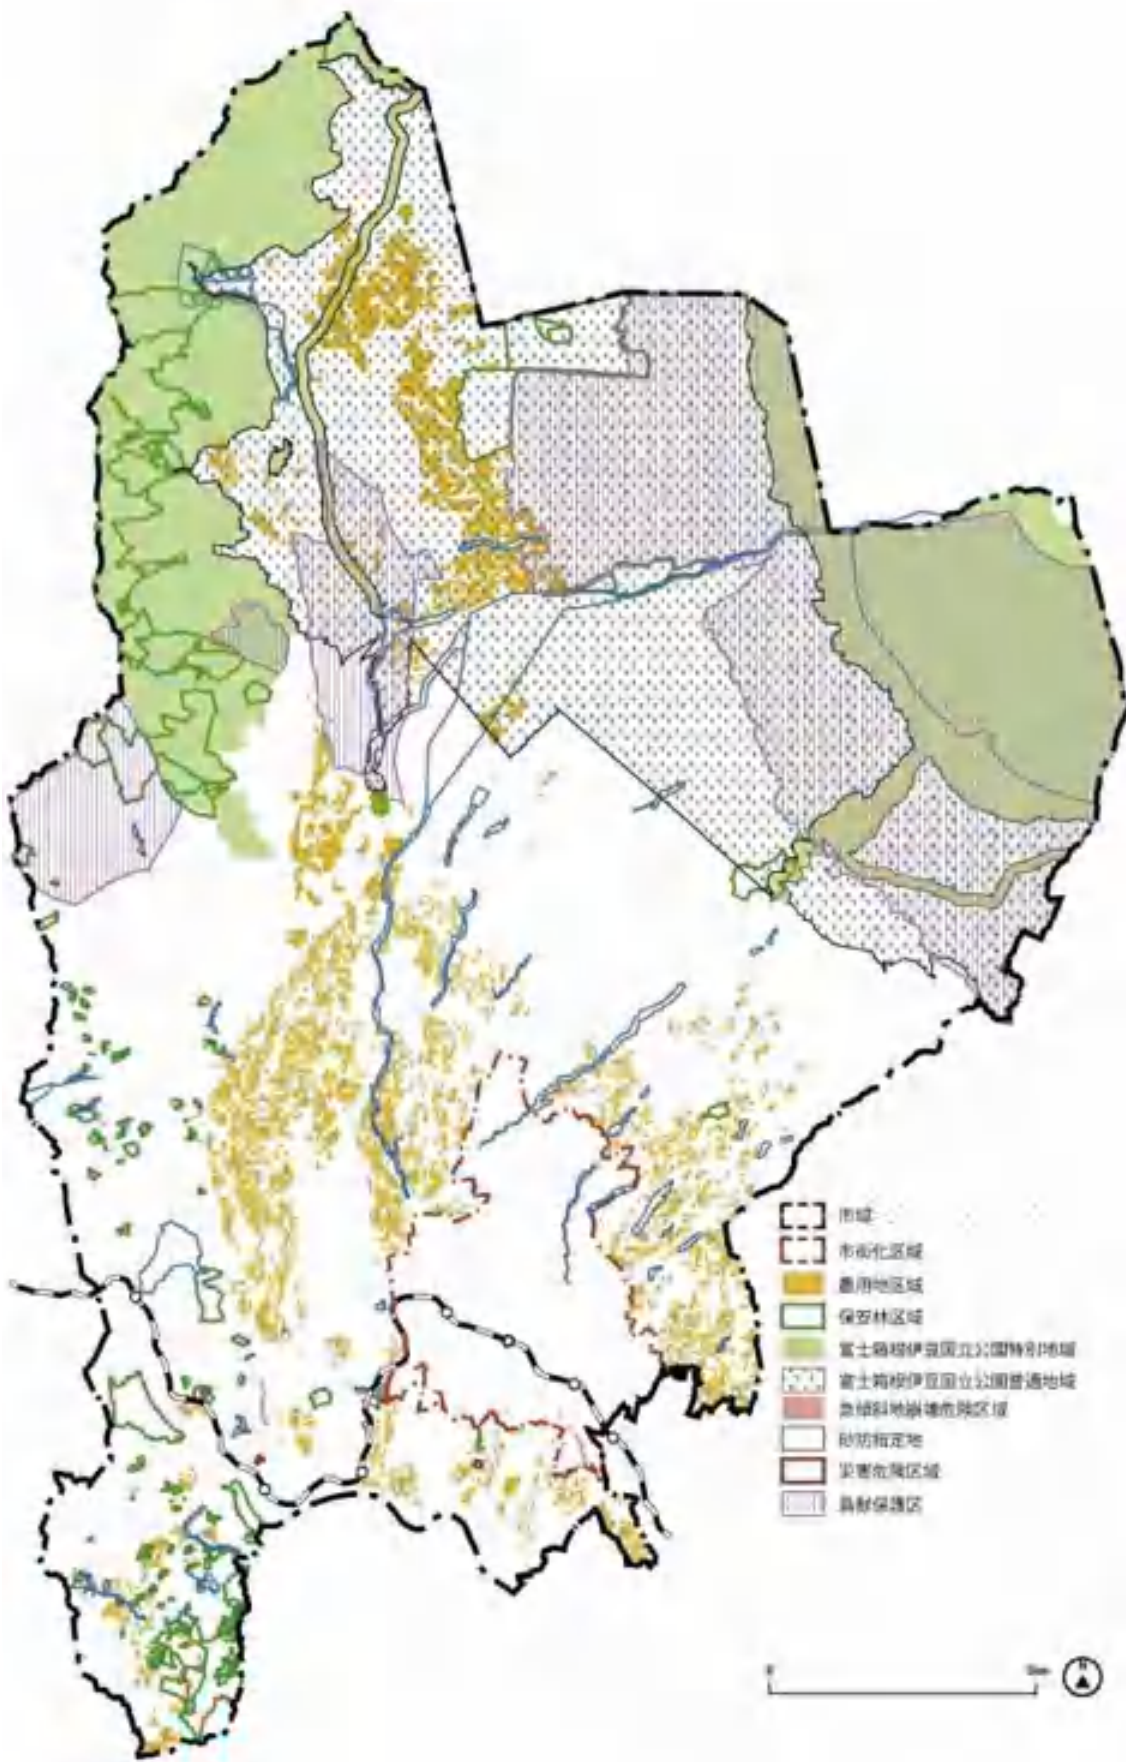 市域
市街化区域
農用地区域
保安林区域
富士箱根伊豆国立公園特別地域
富士箱根伊豆国立公園普通地域
急傾斜地崩壊危険区域
砂防指定地
災害危険区域
鳥獣保護区
0
N